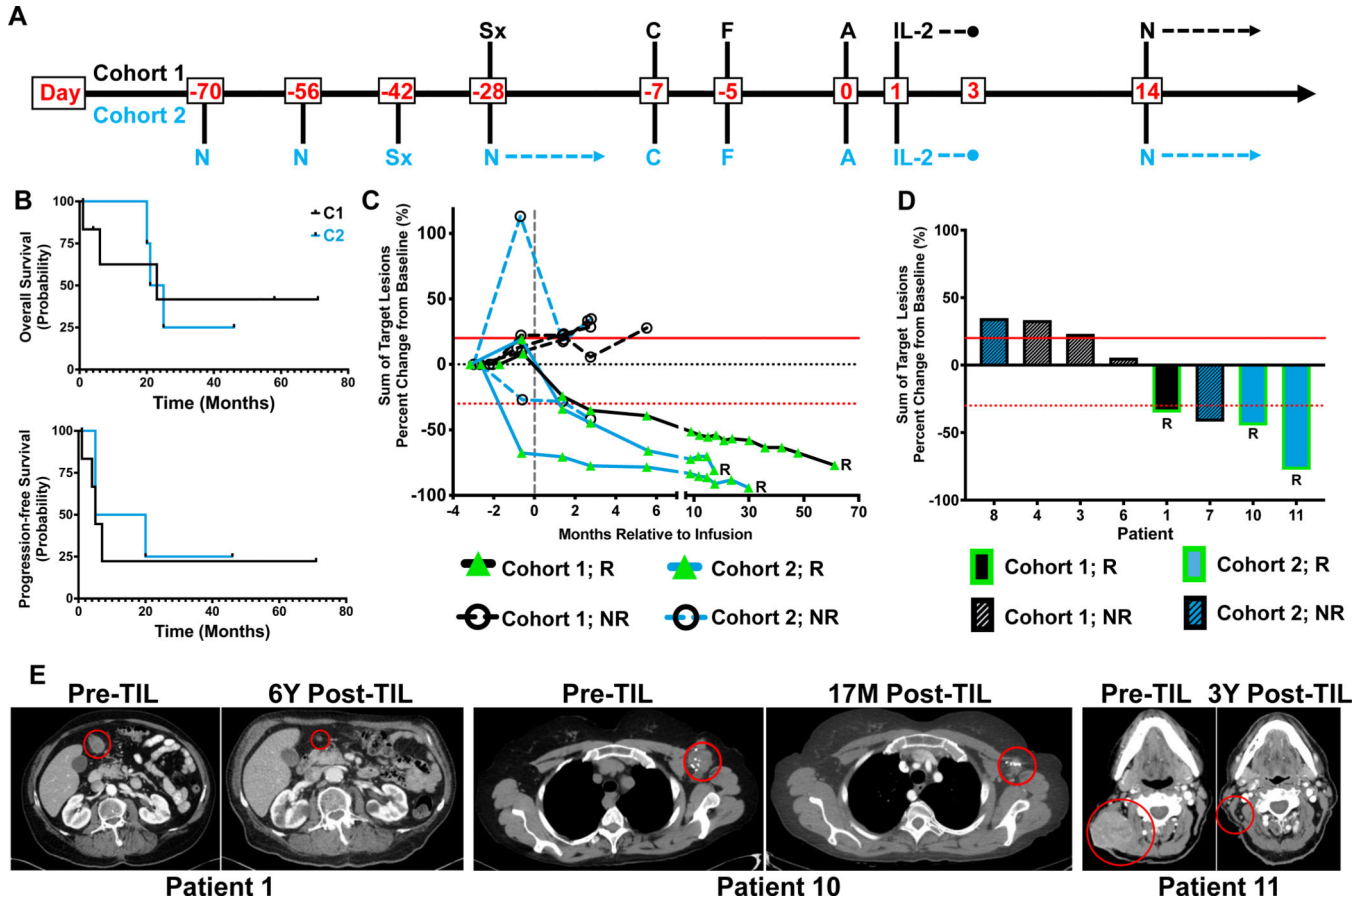 A
Sx C F A IL-2 N
Day Cohort 1 -70 -56 -42 -28 -7 -5 0 1 3 14
Cohort 2
N N Sx N C F A IL-2 N
B
Overall Survival
(Probability)
100
75
50
25
0
0 20 40 60 80
Time (Months)
C1
C2
Progression-free Survival
(Probability)
100
75
50
25
0
0 20 40 60 80
Time (Months)
C
Sum of Target Lesions
Percent Change from Baseline (%)
100
50
0
-50
-100
R
R
R
-4 -2 0 2 4 6 10 30 50 70
Months Relative to Infusion
Cohort 1; R Cohort 2; R
Cohort 1; NR Cohort 2; NR
D
Sum of Target Lesions
Percent Change from Baseline (%)
100
50
0
-50
-100
R R
R
8 4 3 6 1 7 10 11
Patient
Cohort 1; R Cohort 2; R
Cohort 1; NR Cohort 2; NR
E
Pre-TIL 6Y Post-TIL Pre-TIL 17M Post-TIL Pre-TIL 3Y Post-TIL
Patient 1 Patient 10 Patient 11